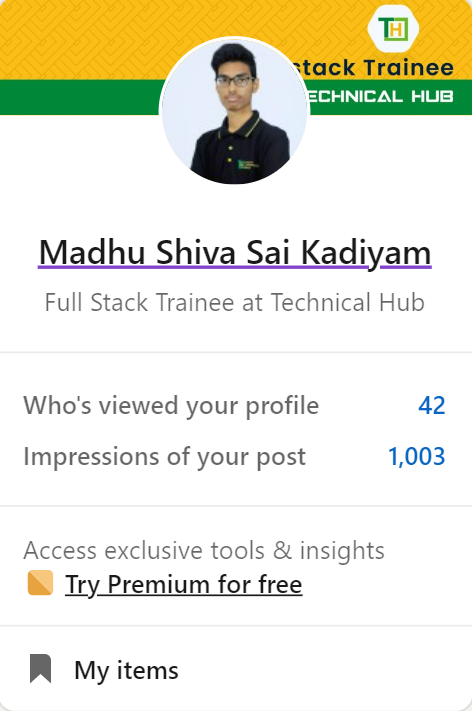 TH
stack Trainee
ECHNICAL HUB
Madhu Shiva Sai Kadiyam
Full Stack Trainee at Technical Hub
Who's viewed your profile 42
Impressions of your post 1,003
Access exclusive tools & insights
Try Premium for free
My items